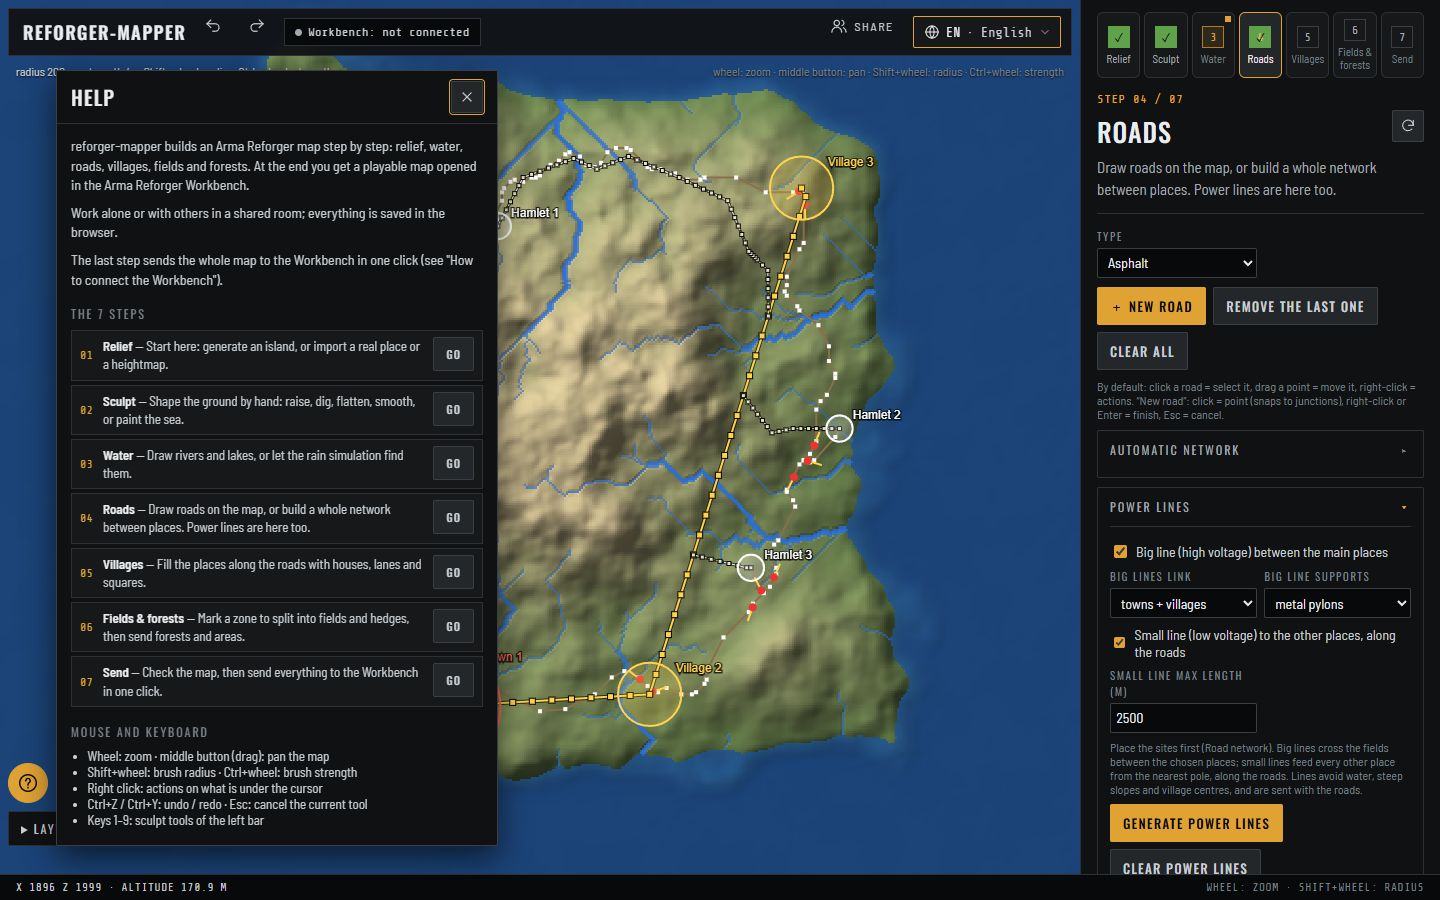 REFORGER-MAPPER
Workbench: not connected
SHARE
EN · English
wheel: zoom · middle button: pan · Shift+wheel: radius · Ctrl+wheel: strength
HELP
reforger-mapper builds an Arma Reforger map step by step: relief, water,
roads, villages, fields and forests. At the end you get a playable map opened
in the Arma Reforger Workbench.
Work alone or with others in a shared room; everything is saved in the
browser.
The last step sends the whole map to the Workbench in one click (see "How
to connect the Workbench").
THE 7 STEPS
01 Relief – Start here: generate an island, or import a real place or
a heightmap.
GO
02 Sculpt – Shape the ground by hand: raise, dig, flatten, smooth,
or paint the sea.
GO
03 Water – Draw rivers and lakes, or let the rain simulation find
them.
GO
04 Roads – Draw roads on the map, or build a whole network
between places. Power lines are here too.
GO
05 Villages – Fill the places along the roads with houses, lanes and
squares.
GO
06 Fields & forests – Mark a zone to split into fields and hedges,
then send forests and areas.
GO
07 Send – Check the map, then send everything to the Workbench
in one click.
GO
MOUSE AND KEYBOARD
• Wheel: zoom · middle button (drag): pan the map
• Shift+wheel: brush radius · Ctrl+wheel: brush strength
• Right click: actions on what is under the cursor
• Ctrl+Z / Ctrl+Y: undo / redo · Esc: cancel the current tool
• Keys 1–9: sculpt tools of the left bar
LAY
Village 3
Hamlet 1
Hamlet 2
Hamlet 3
wn 1
Village 2
Relief
Sculpt
3
Water
Roads
5
Villages
6
Fields &
forests
7
Send
STEP 04 / 07
ROADS
Draw roads on the map, or build a whole network
between places. Power lines are here too.
TYPE
Asphalt
+ NEW ROAD
REMOVE THE LAST ONE
CLEAR ALL
By default: click a road = select it, drag a point = move it, right-click =
actions. "New road": click = point (snaps to junctions), right-click or
Enter = finish, Esc = cancel.
AUTOMATIC NETWORK
POWER LINES
Big line (high voltage) between the main places
BIG LINES LINK
BIG LINE SUPPORTS
towns + villages
metal pylons
Small line (low voltage) to the other places, along
the roads
SMALL LINE MAX LENGTH
(M)
2500
Place the sites first (Road network). Big lines cross the fields
between the chosen places; small lines feed every other place
from the nearest pole, along the roads. Lines avoid water, steep
slopes and village centres, and are sent with the roads.
GENERATE POWER LINES
CLEAR POWER LINES
X 1896 Z 1999 · ALTITUDE 170.9 M
WHEEL: ZOOM · SHIFT+WHEEL: RADIUS